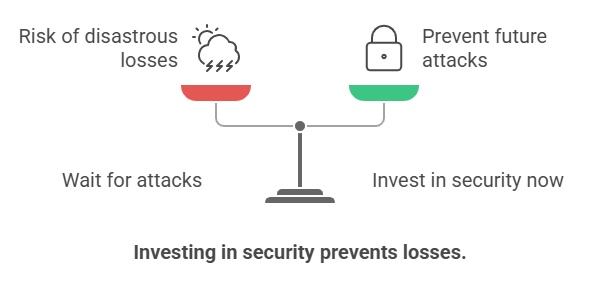 Risk of disastrous
losses
Prevent future
attacks
Wait for attacks
Invest in security now
Investing in security prevents losses.